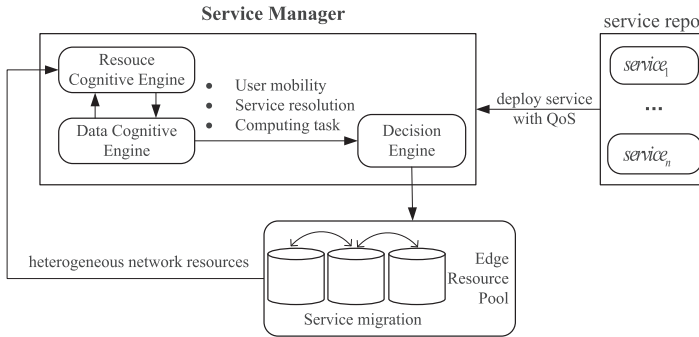 Service Manager
service repo
Resouce
Cognitive Engine
Data Cognitive
Engine
• User mobility
• Service resolution
• Computing task
Decision
Engine
deploy service
with QoS
service₁
...
serviceₙ
heterogeneous network resources
Edge
Resource
Pool
Service migration